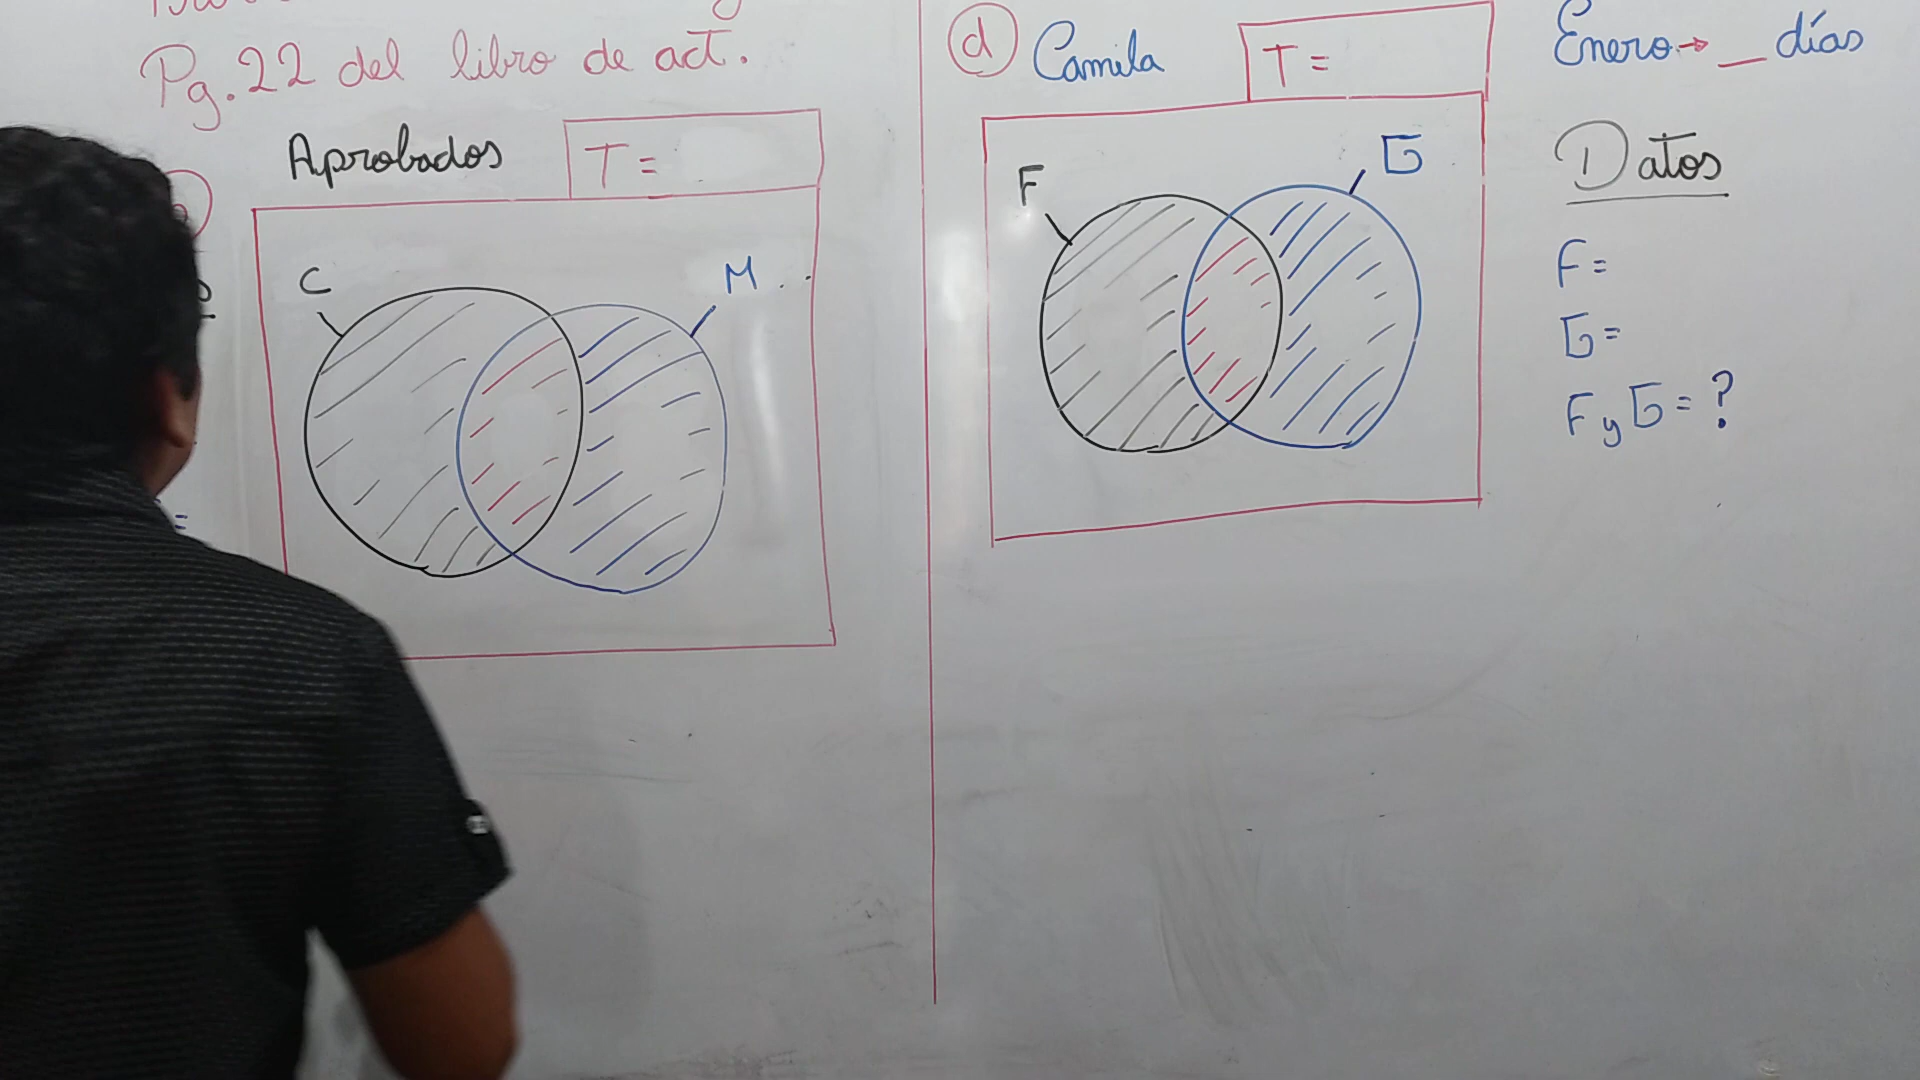 Pg. 22 del libro de act.
Aprobados
T =
C
M
=
d Camila
T =
F
G
Enero → _ días
Datos
F =
G =
F y G = ?